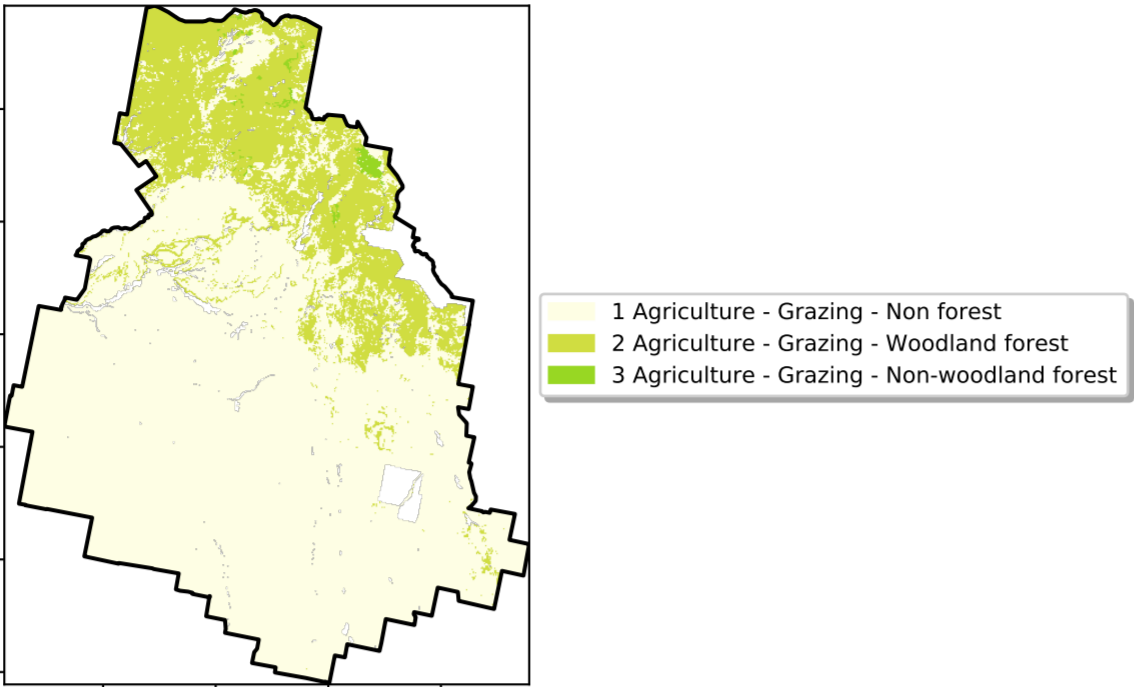 1 Agriculture - Grazing - Non forest
2 Agriculture - Grazing - Woodland forest
3 Agriculture - Grazing - Non-woodland forest